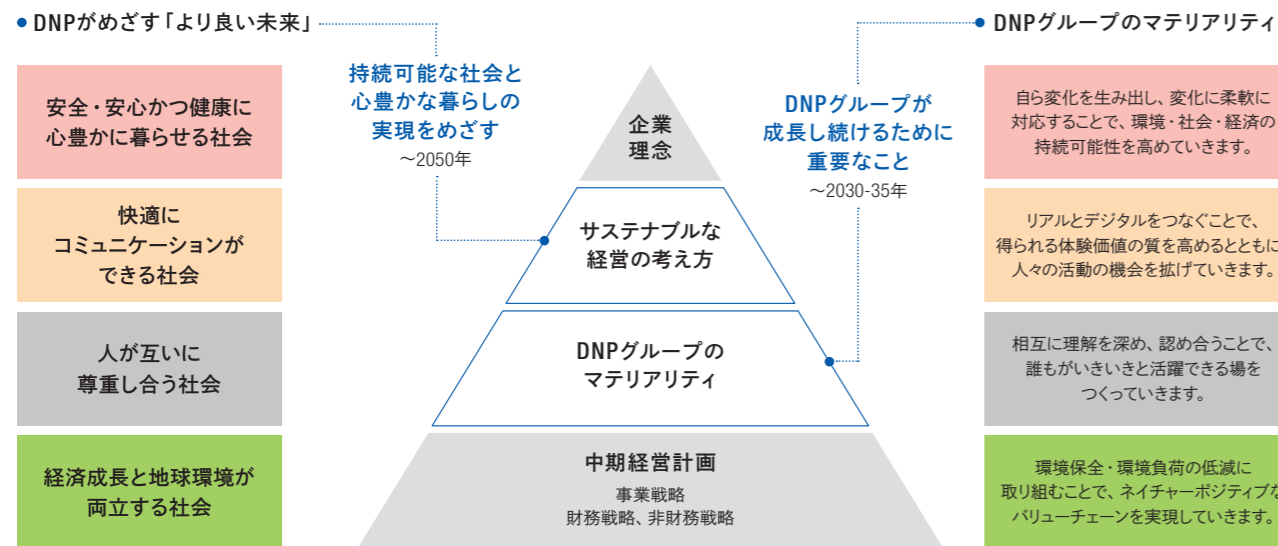 DNPがめざす「より良い未来」
安全・安心かつ健康に
心豊かに暮らせる社会
快適に
コミュニケーションが
できる社会
人が互いに
尊重し合う社会
経済成長と地球環境が
両立する社会
持続可能な社会と
心豊かな暮らしの
実現をめざす
～2050年
企業
理念
サステナブルな
経営の考え方
DNPグループの
マテリアリティ
中期経営計画
事業戦略
財務戦略、非財務戦略
DNPグループが
成長し続けるために
重要なこと
～2030-35年
DNPグループのマテリアリティ
自ら変化を生み出し、変化に柔軟に
対応することで、環境・社会・経済の
持続可能性を高めていきます。
リアルとデジタルをつなぐことで、
得られる体験価値の質を高めるとともに
人々の活動の機会を拡げていきます。
相互に理解を深め、認め合うことで、
誰もがいきいきと活躍できる場を
つくっていきます。
環境保全・環境負荷の低減に
取り組むことで、ネイチャーポジティブな
バリューチェーンを実現していきます。